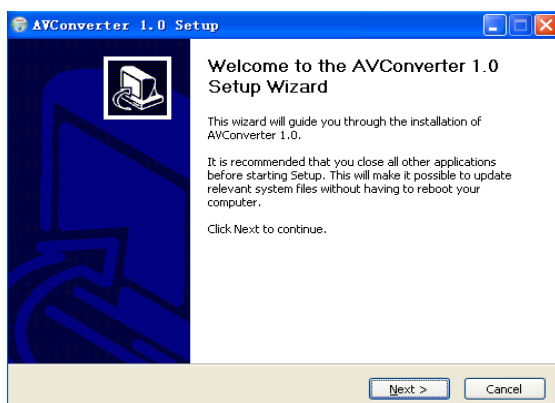 AVConverter 1.0 Setup
Welcome to the AVConverter 1.0
Setup Wizard
This wizard will guide you through the installation of
AVConverter 1.0.
It is recommended that you close all other applications
before starting Setup. This will make it possible to update
relevant system files without having to reboot your
computer.
Click Next to continue.
Next >
Cancel